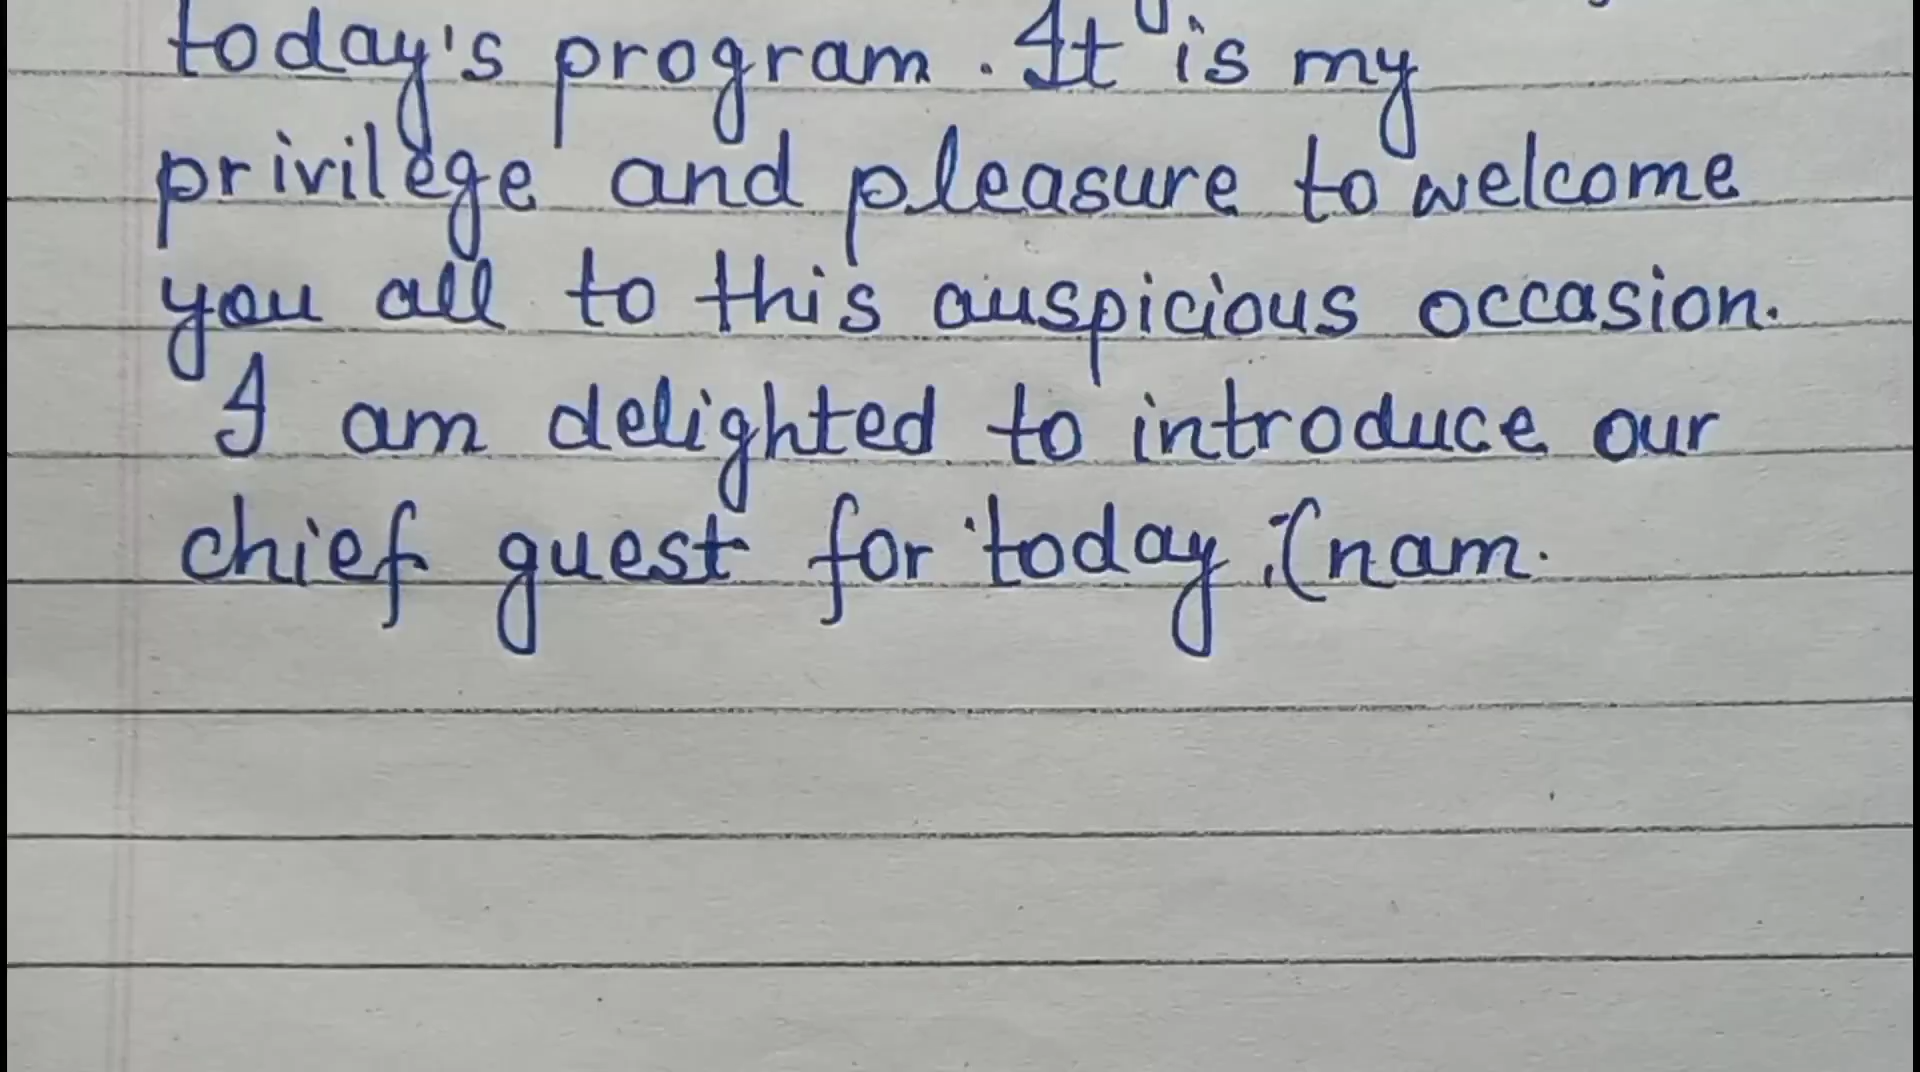 today's program. It is my
privilege and pleasure to welcome
you all to this auspicious occasion.
I am delighted to introduce our
chief guest for today, (nam